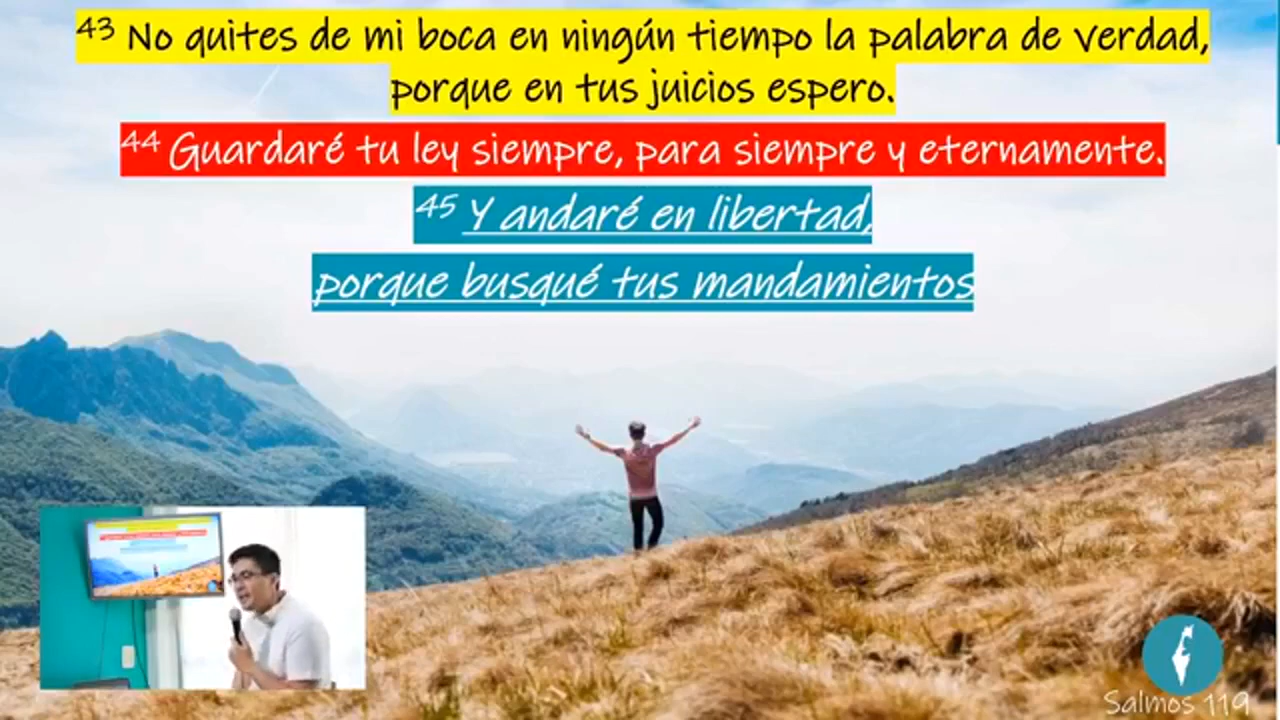 43 No quites de mi boca en ningún tiempo la palabra de verdad,
porque en tus juicios espero.
44 Guardaré tu ley siempre, para siempre y eternamente.
45 Y andaré en libertad,
porque busqué tus mandamientos
Salmos 119